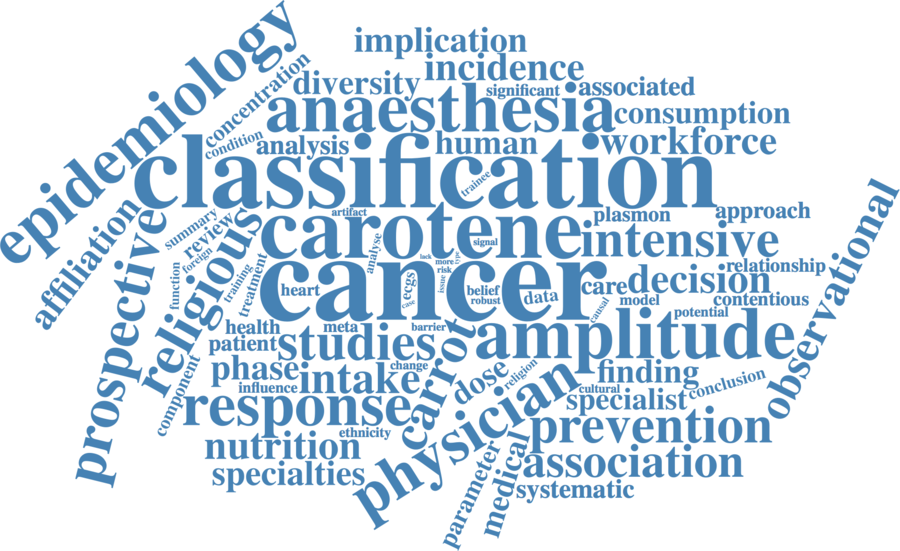 implication
epidemiology
incidence
diversity
concentration
significant
associated
anaesthesia
consumption
condition
analysis
human
workforce
classification
trainee
affiliation
summary
review
artifact
plasmon
approach
prospective
religious
carotene
signal
intensive
foreign
analyse
lack
type
more
risk
relationship
function
training
treatment
heart
cancer
ecgs
case
issue
belief
robust
data
care
decision
causal
model
contentious
observational
health
meta
barrier
amplitude
potential
patient
studies
carrot
phase
intake
change
finding
component
influence
dose
religion
cultural
conclusion
response
physician
specialist
ethnicity
prevention
nutrition
specialties
parameter
medical
association
systematic